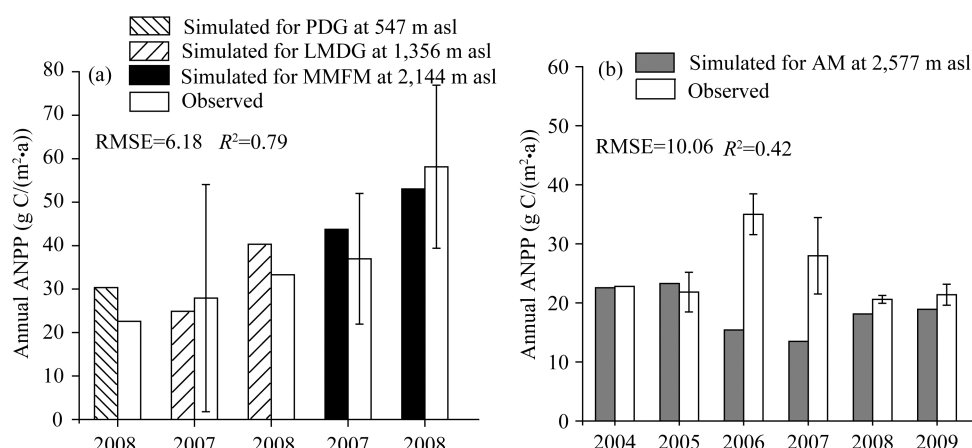 Simulated for PDG at 547 m asl
Simulated for LMDG at 1,356 m asl
Simulated for MMFM at 2,144 m asl
Observed
(a)
RMSE=6.18 R²=0.79
Annual ANPP (g C/(m²•a))
80
70
60
50
40
30
20
10
0
2008 2007 2008 2007 2008
(b)
Simulated for AM at 2,577 m asl
Observed
RMSE=10.06 R²=0.42
Annual ANPP (g C/(m²•a))
60
50
40
30
20
10
0
2004 2005 2006 2007 2008 2009